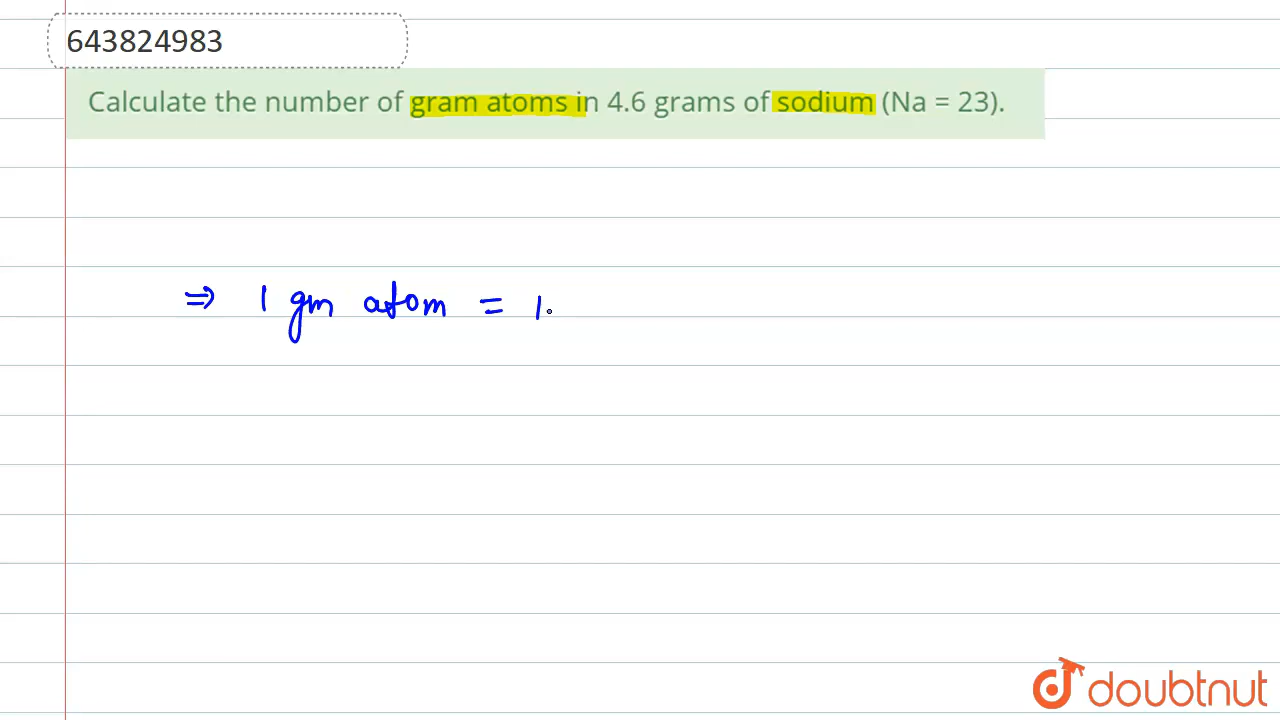 643824983
Calculate the number of gram atoms in 4.6 grams of sodium (Na = 23).
⇒ 1 gm atom = 1
doubtnut